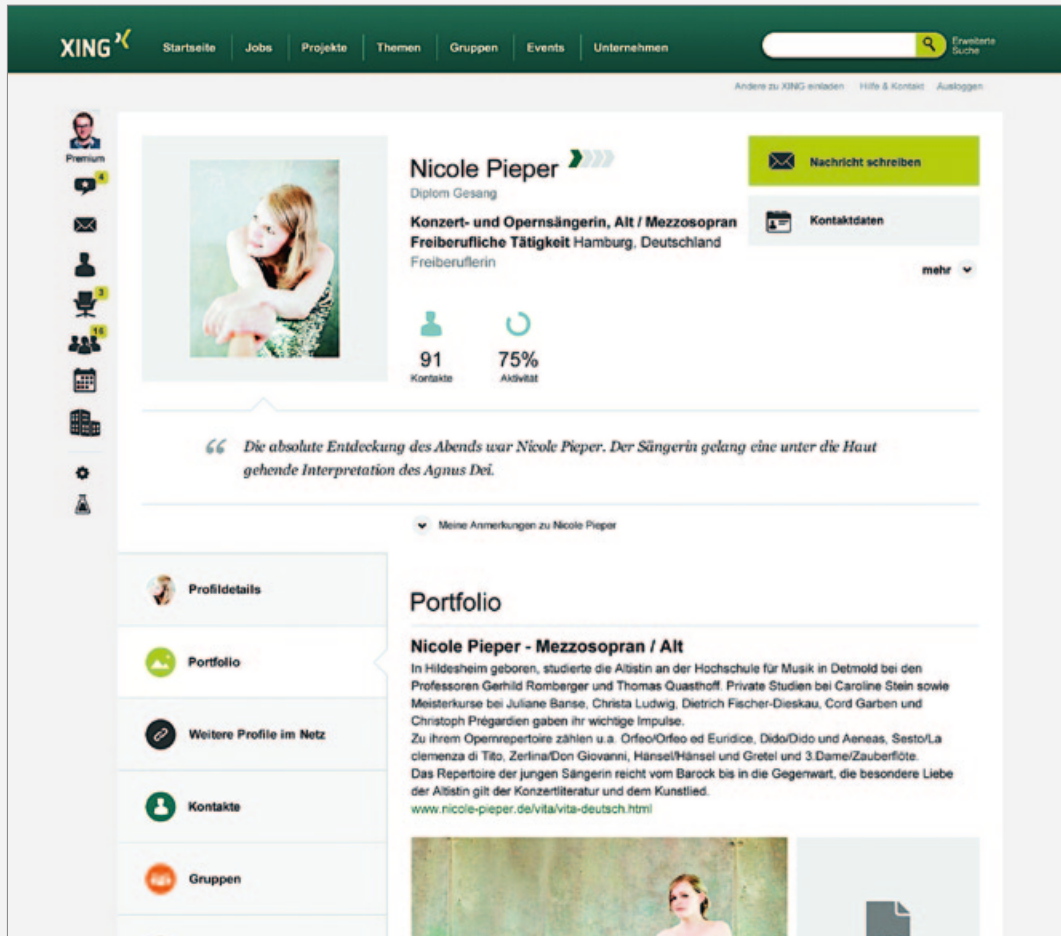 XING
Startseite
Jobs
Projekte
Themen
Gruppen
Events
Unternehmen
Erweiterte
Suche
Andere zu XING einladen
Hilfe & Kontakt
Ausloggen
Premium
4
3
16
Nicole Pieper
Diplom Gesang
Konzert- und Opernsängerin, Alt / Mezzosopran
Freiberufliche Tätigkeit Hamburg, Deutschland
Freiberuflerin
Nachricht schreiben
Kontaktdaten
mehr
91
Kontakte
75%
Aktivität
“ Die absolute Entdeckung des Abends war Nicole Pieper. Der Sängerin gelang eine unter die Haut
gehende Interpretation des Agnus Dei.
Meine Anmerkungen zu Nicole Pieper
Profildetails
Portfolio
Weitere Profile im Netz
Kontakte
Gruppen
Portfolio
Nicole Pieper - Mezzosopran / Alt
In Hildesheim geboren, studierte die Altistin an der Hochschule für Musik in Detmold bei den
Professoren Gerhild Romberger und Thomas Quasthoff. Private Studien bei Caroline Stein sowie
Meisterkurse bei Juliane Banse, Christa Ludwig, Dietrich Fischer-Dieskau, Cord Garben und
Christoph Prégardien gaben ihr wichtige Impulse.
Zu ihrem Opernrepertoire zählen u.a. Orfeo/Orfeo ed Euridice, Dido/Dido und Aeneas, Sesto/La
clemenza di Tito, Zerlina/Don Giovanni, Hänsel/Hänsel und Gretel und 3.Dame/Zauberflöte.
Das Repertoire der jungen Sängerin reicht vom Barock bis in die Gegenwart, die besondere Liebe
der Altistin gilt der Konzertliteratur und dem Kunstlied.
www.nicole-pieper.de/vita/vita-deutsch.html